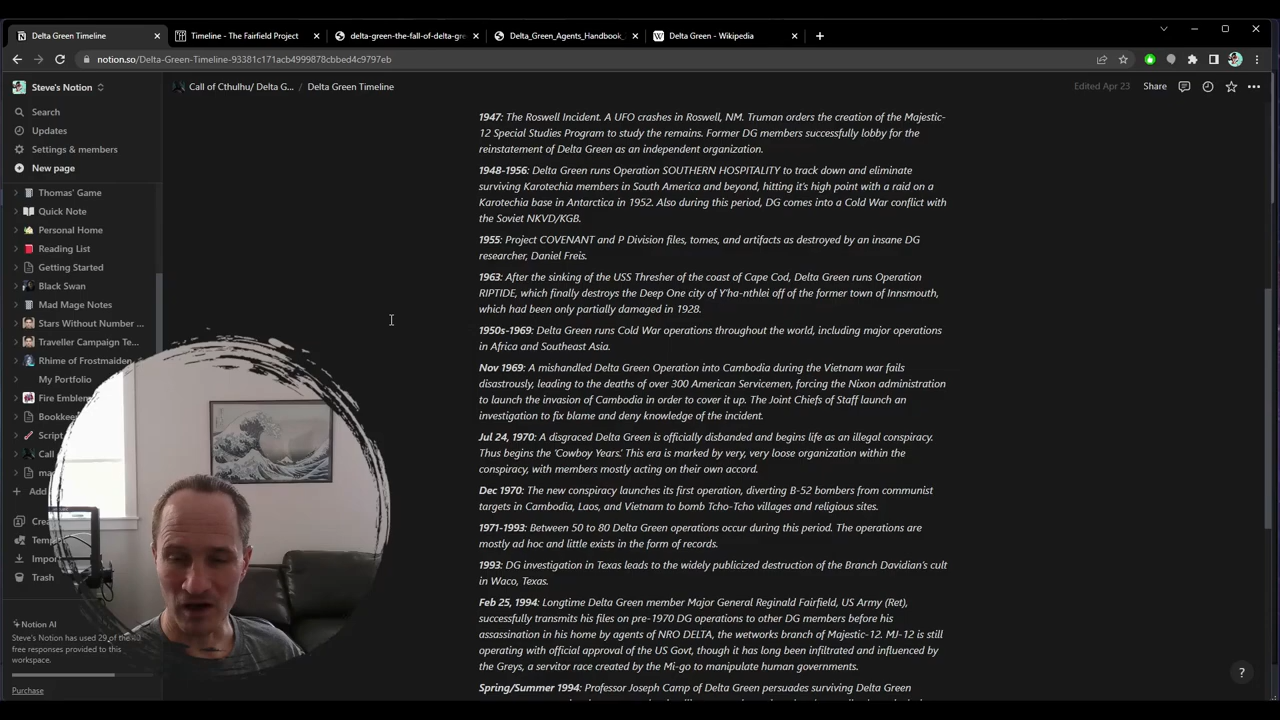 Delta Green Timeline
Timeline - The Fairfield Project
delta-green-the-fall-of-delta-gre
Delta_Green_Agents_Handbook_
Delta Green - Wikipedia
notion.so/Delta-Green-Timeline-93381c171acb4999878cbbed4c9797eb
Steve's Notion
Call of Cthulhu/ Delta G...
Delta Green Timeline
Edited Apr 23
Share
Search
Updates
Settings & members
New page
Thomas' Game
Quick Note
Personal Home
Reading List
Getting Started
Black Swan
Mad Mage Notes
Stars Without Number ...
Traveller Campaign Te...
Rhime of Frostmaiden
My Portfolio
Fire Emblem
Bookkee
Script
Call
ma
Add
Crea
Temp
Impo
Trash
Notion AI
Steve's Notion has used 29 of the
free responses provided to this
workspace.
Purchase
1947: The Roswell Incident. A UFO crashes in Roswell, NM. Truman orders the creation of the Majestic-
12 Special Studies Program to study the remains. Former DG members successfully lobby for the
reinstatement of Delta Green as an independent organization.
1948-1956: Delta Green runs Operation SOUTHERN HOSPITALITY to track down and eliminate
surviving Karotechia members in South America and beyond, hitting it's high point with a raid on a
Karotechia base in Antarctica in 1952. Also during this period, DG comes into a Cold War conflict with
the Soviet NKVD/KGB.
1955: Project COVENANT and P Division files, tomes, and artifacts as destroyed by an insane DG
researcher, Daniel Freis.
1963: After the sinking of the USS Thresher of the coast of Cape Cod, Delta Green runs Operation
RIPTIDE, which finally destroys the Deep One city of Y'ha-nthlei off of the former town of Innsmouth,
which had been only partially damaged in 1928.
1950s-1969: Delta Green runs Cold War operations throughout the world, including major operations
in Africa and Southeast Asia.
Nov 1969: A mishandled Delta Green Operation into Cambodia during the Vietnam war fails
disastrously, leading to the deaths of over 300 American Servicemen, forcing the Nixon administration
to launch the invasion of Cambodia in order to cover it up. The Joint Chiefs of Staff launch an
investigation to fix blame and deny knowledge of the incident.
Jul 24, 1970: A disgraced Delta Green is officially disbanded and begins life as an illegal conspiracy.
Thus begins the 'Cowboy Years.' This era is marked by very, very loose organization within the
conspiracy, with members mostly acting on their own accord.
Dec 1970: The new conspiracy launches its first operation, diverting B-52 bombers from communist
targets in Cambodia, Laos, and Vietnam to bomb Tcho-Tcho villages and religious sites.
1971-1993: Between 50 to 80 Delta Green operations occur during this period. The operations are
mostly ad hoc and little exists in the form of records.
1993: DG investigation in Texas leads to the widely publicized destruction of the Branch Davidian's cult
in Waco, Texas.
Feb 25, 1994: Longtime Delta Green member Major General Reginald Fairfield, US Army (Ret),
successfully transmits his files on pre-1970 DG operations to other DG members before his
assassination in his home by agents of NRO DELTA, the wetworks branch of Majestic-12. MJ-12 is still
operating with official approval of the US Govt, though it has long been infiltrated and influenced by
the Greys, a servitor race created by the Mi-go to manipulate human governments.
Spring/Summer 1994: Professor Joseph Camp of Delta Green persuades surviving Delta Green